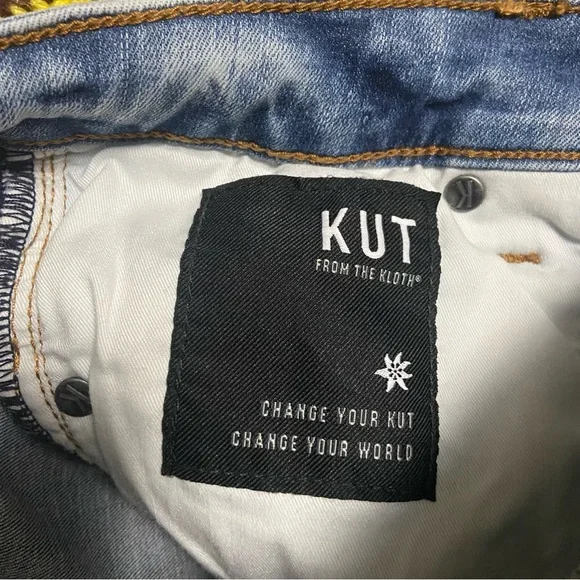 KUT
FROM THE KLOTH®
CHANGE YOUR KUT
CHANGE YOUR WORLD
K
K